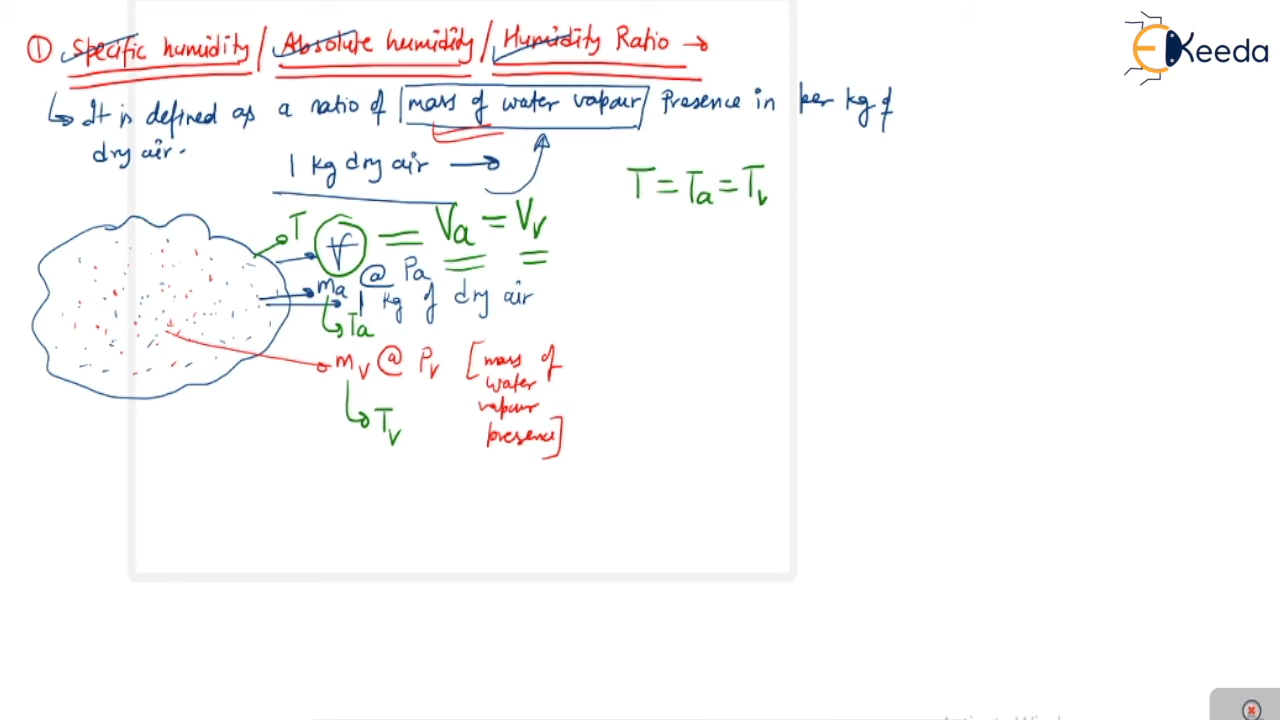 ① Specific humidity / Absolute humidity / Humidity Ratio →
It is defined as a ratio of mass of water vapour Presence in per kg of
dry air.
1 kg dry air →
T = Ta = Tv
T
V = Va = Vv
ma @ Pa
1 kg of dry air
Ta
mv @ Pv [mass of
water
vapour
presence]
Tv
Keeda